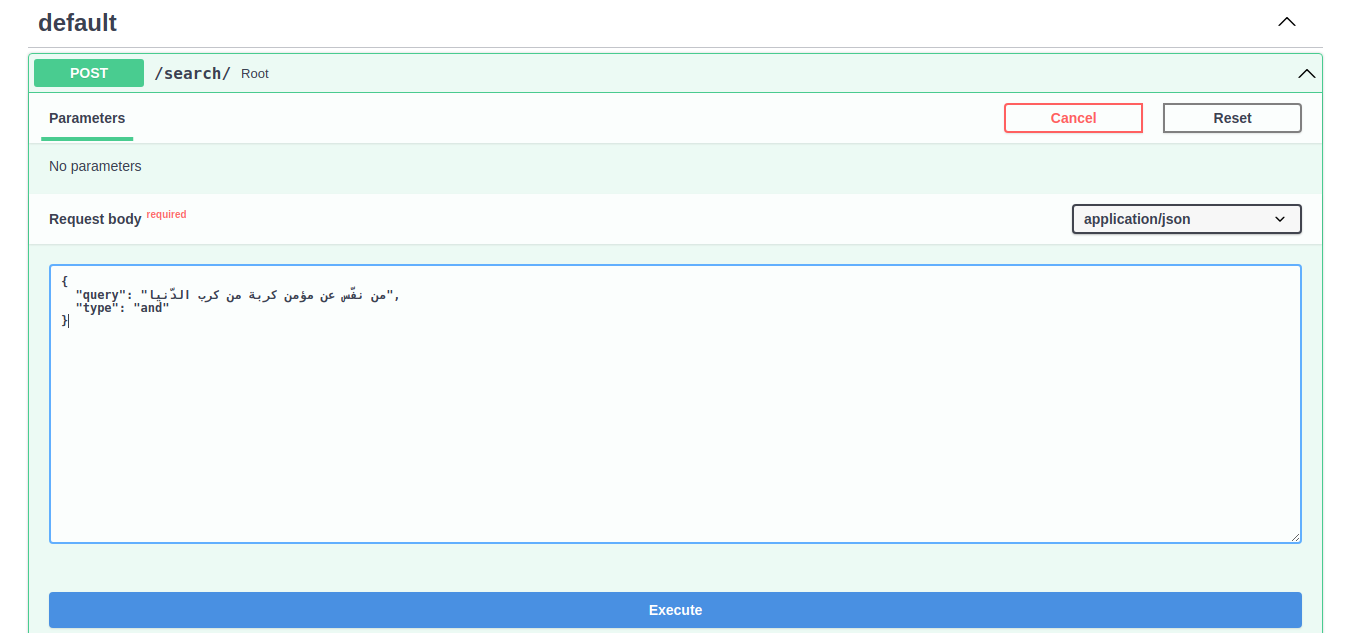 default
POST /search/ Root
Parameters Cancel Reset
No parameters
Request body required application/json
{
"query": "من نفّس عن مؤمن كربة من كرب الدّنيا",
"type": "and"
}
Execute